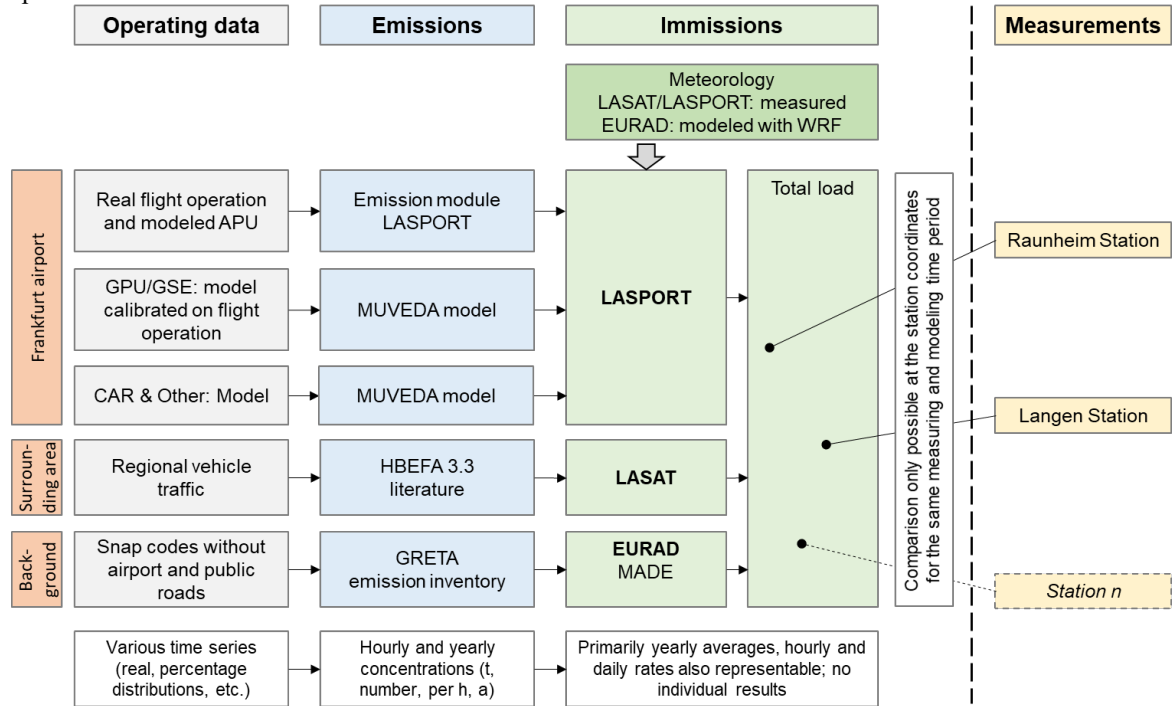 Operating data
Emissions
Immissions
Measurements
Meteorology
LASAT/LASPORT: measured
EURAD: modeled with WRF
Frankfurt airport
Real flight operation
and modeled APU
Emission module
LASPORT
GPU/GSE: model
calibrated on flight
operation
MUVEDA model
CAR & Other: Model
MUVEDA model
LASPORT
Total load
Comparison only possible at the station coordinates
for the same measuring and modeling time period
Raunheim Station
Langen Station
Station n
Surroun-
ding area
Regional vehicle
traffic
HBEFA 3.3
literature
LASAT
Back-
ground
Snap codes without
airport and public
roads
GRETA
emission inventory
EURAD
MADE
Various time series
(real, percentage
distributions, etc.)
Hourly and yearly
concentrations (t,
number, per h, a)
Primarily yearly averages, hourly and
daily rates also representable; no
individual results